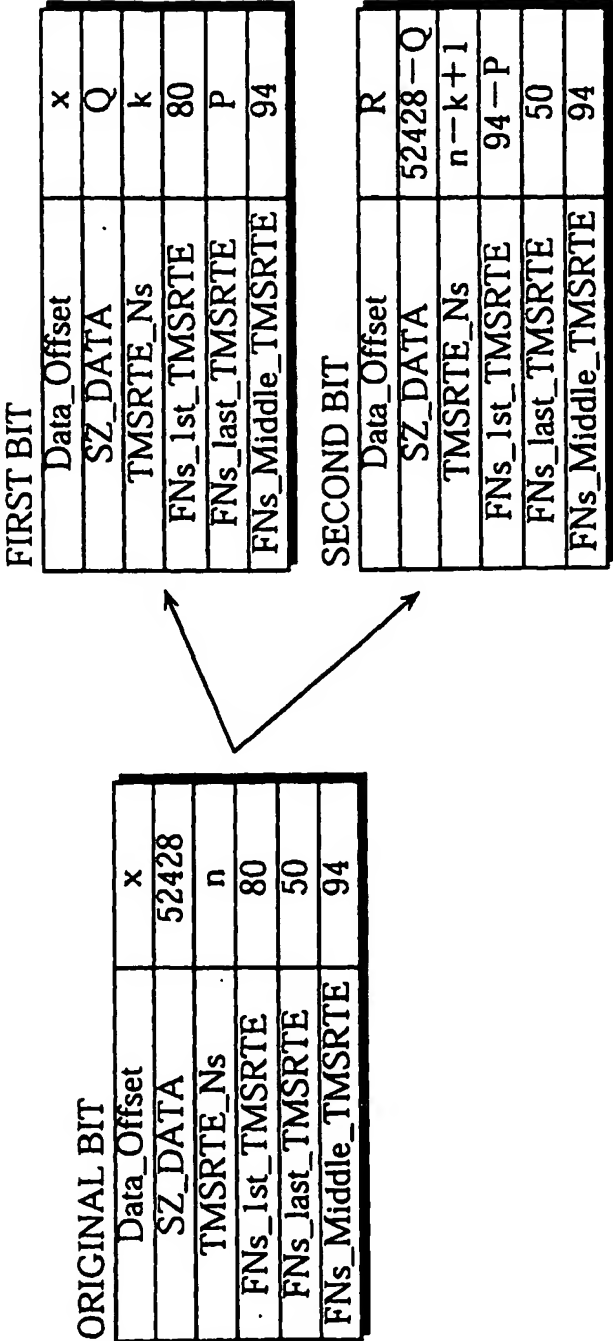 ORIGINAL BIT
Data_Offset x
SZ_DATA 52428
TMSRTE_Ns n
FNs_1st_TMSRTE 80
FNs_last_TMSRTE 50
FNs_Middle_TMSRTE 94
FIRST BIT
Data_Offset x
SZ_DATA Q
TMSRTE_Ns k
FNs_1st_TMSRTE 80
FNs_last_TMSRTE P
FNs_Middle_TMSRTE 94
SECOND BIT
Data_Offset R
SZ_DATA 52428-Q
TMSRTE_Ns n-k+1
FNs_1st_TMSRTE 94-P
FNs_last_TMSRTE 50
FNs_Middle_TMSRTE 94